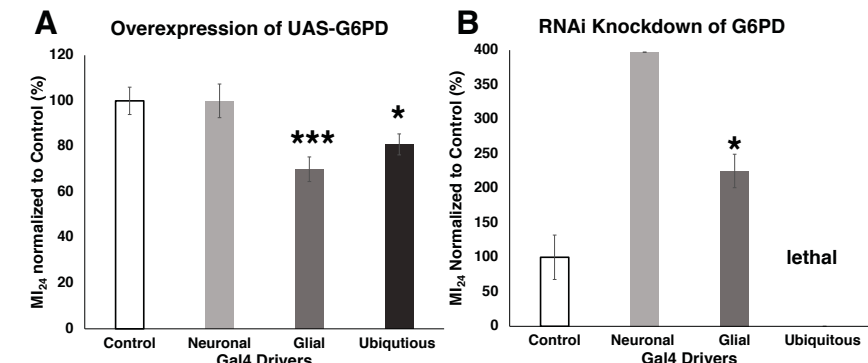 A
Overexpression of UAS-G6PD
MI24 normalized to Control (%)
120
100
80
60
40
20
0
***
*
Control Neuronal Glial Ubiqutious
Gal4 Drivers
B
RNAi Knockdown of G6PD
MI24 Normalized to Control (%)
400
350
300
250
200
150
100
50
0
*
lethal
Control Neuronal Glial Ubiquitous
Gal4 Drivers